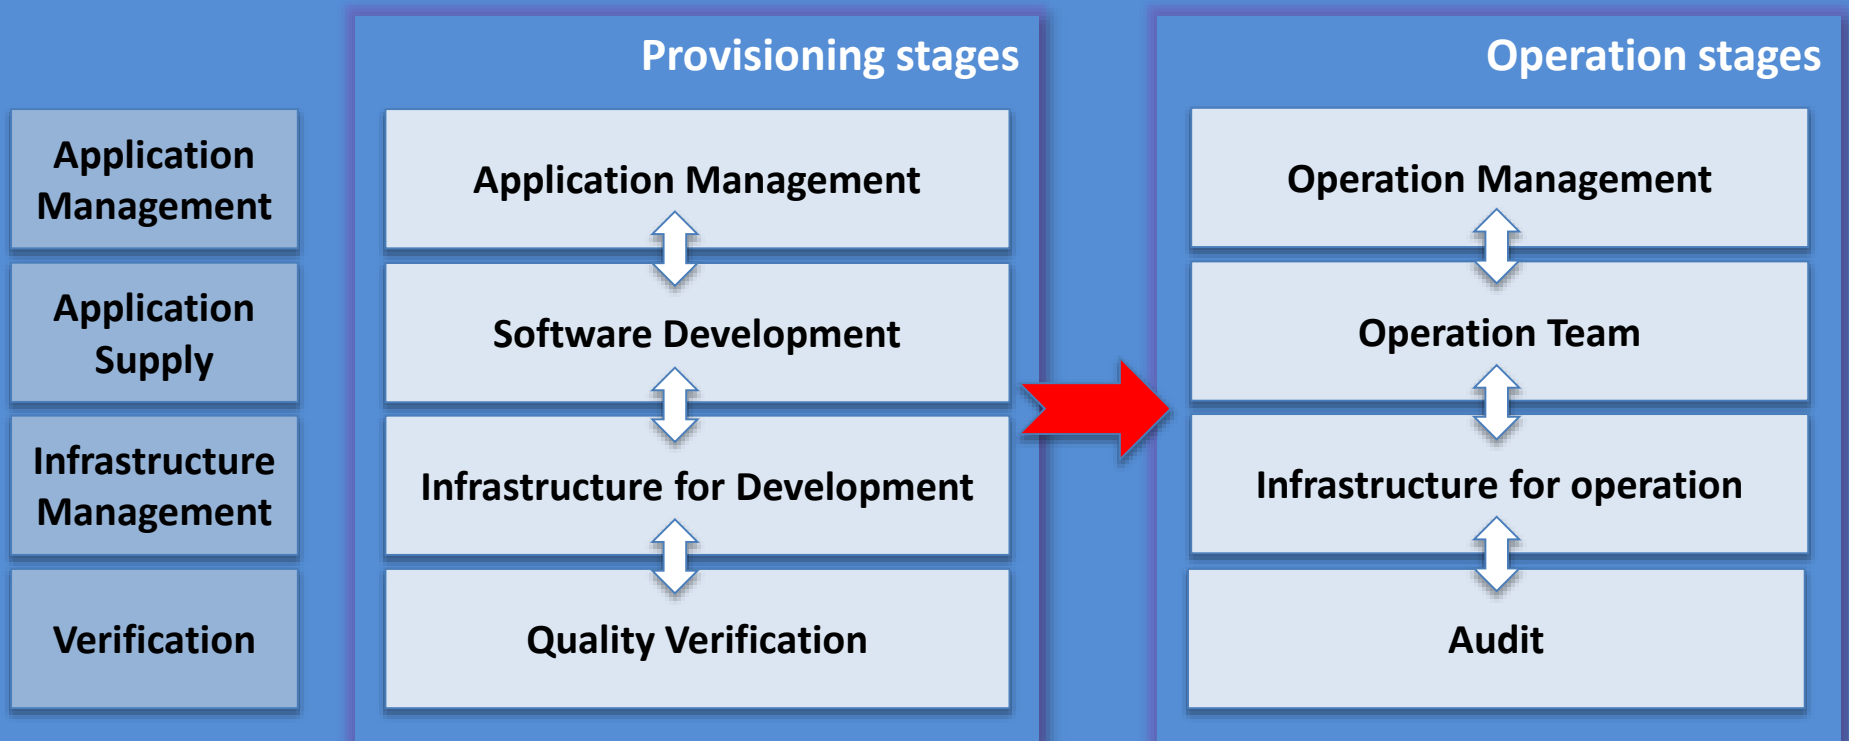 Provisioning stages
Operation stages
Application
Management
Application Management
Operation Management
Application
Supply
Software Development
Operation Team
Infrastructure
Management
Infrastructure for Development
Infrastructure for operation
Verification
Quality Verification
Audit